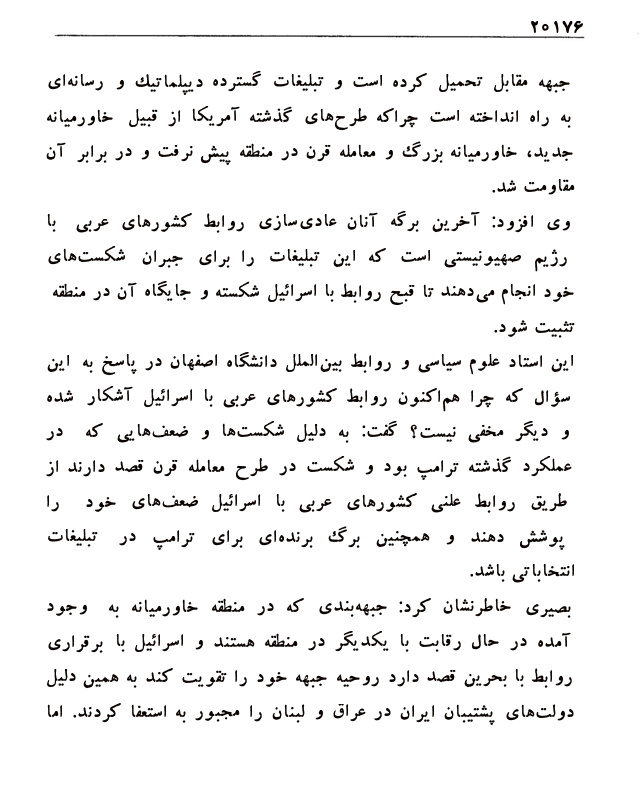 ۲۰۱۷۶
جبهه مقابل تحمیل کرده است و تبلیغات گسترده دیپلماتیك و رسانه‌ای
به راه انداخته است چراکه طرح‌های گذشته آمریکا از قبیل خاورمیانه
جدید، خاورمیانه بزرگ و معامله قرن در منطقه پیش نرفت و در برابر آن
مقاومت شد.
وی افزود: آخرین برگه آنان عادی‌سازی روابط کشورهای عربی با
رژیم صهیونیستی است که این تبلیغات را برای جبران شکست‌های
خود انجام می‌دهند تا قبح روابط با اسرائیل شکسته و جایگاه آن در منطقه
تثبیت شود.
این استاد علوم سیاسی و روابط بین‌الملل دانشگاه اصفهان در پاسخ به این
سؤال که چرا هم‌اکنون روابط کشورهای عربی با اسرائیل آشکار شده
و دیگر مخفی نیست؟ گفت: به دلیل شکست‌ها و ضعف‌هایی که در
عملکرد گذشته ترامپ بود و شکست در طرح معامله قرن قصد دارند از
طریق روابط علنی کشورهای عربی با اسرائیل ضعف‌های خود را
پوشش دهند و همچنین برگ برنده‌ای برای ترامپ در تبلیغات
انتخاباتی باشد.
بصیری خاطرنشان کرد: جبهه‌بندی که در منطقه خاورمیانه به وجود
آمده در حال رقابت با یکدیگر در منطقه هستند و اسرائیل با برقراری
روابط با بحرین قصد دارد روحیه جبهه خود را تقویت کند به همین دلیل
دولت‌های پشتیبان ایران در عراق و لبنان را مجبور به استعفا کردند. اما